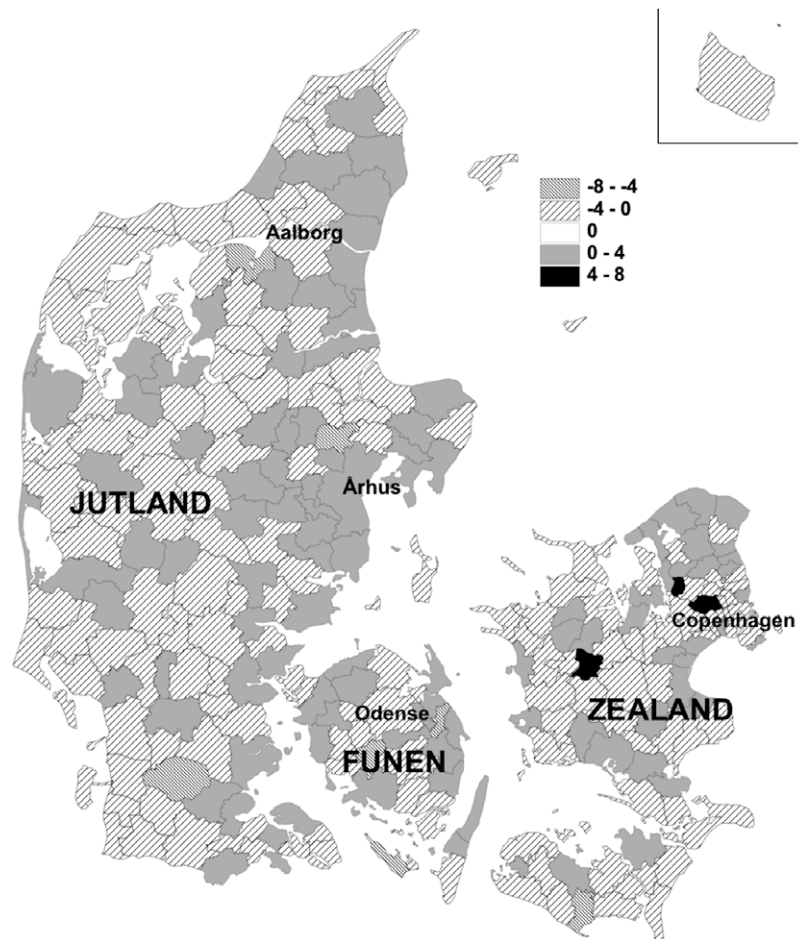 -8 - -4
-4 - 0
0
0 - 4
4 - 8
Aalborg
Århus
JUTLAND
Copenhagen
ZEALAND
Odense
FUNEN